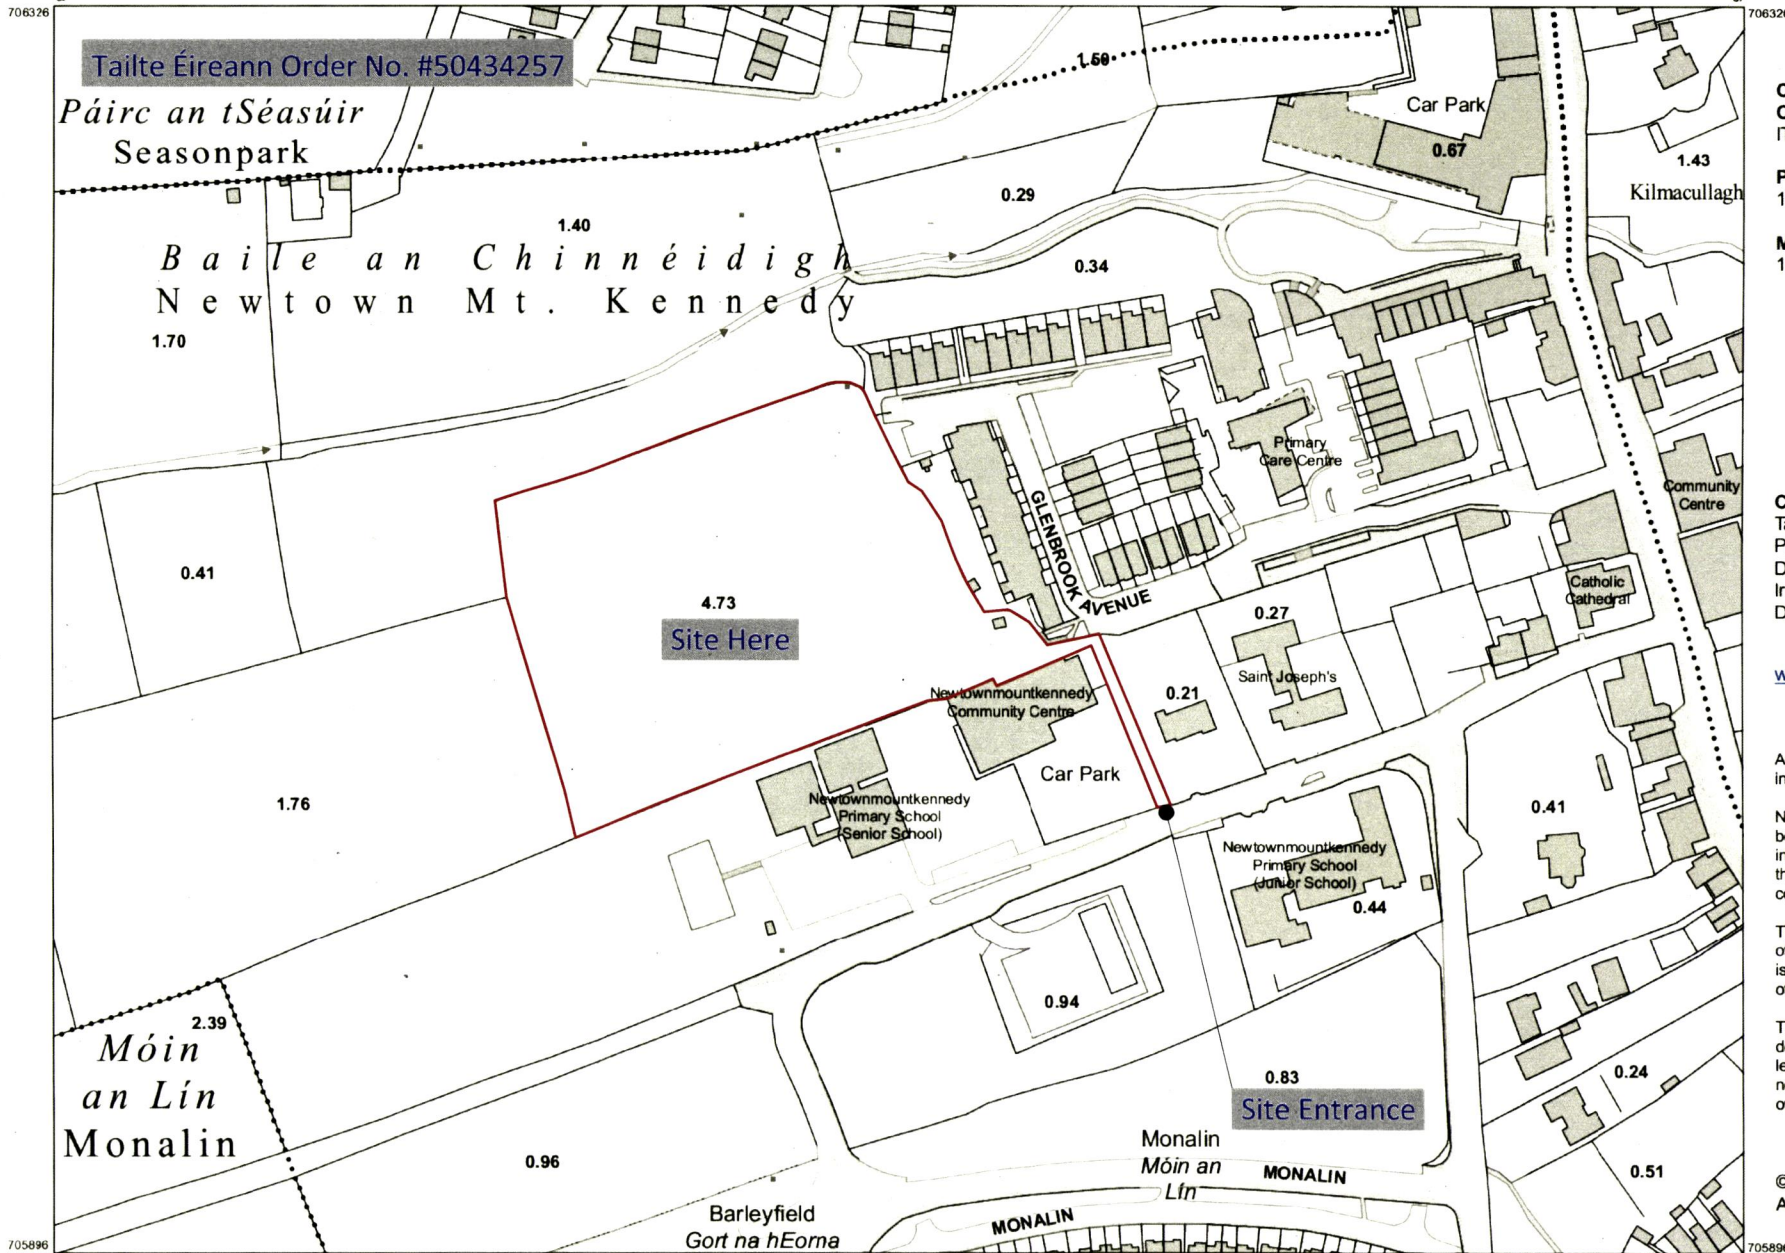 706326
706326
Tailte Éireann Order No. #50434257
Páirc an tSéasúir
Seasonpark
1.50
Car Park
0.67
1.43
Kilmacullagh
0.29
1.40
Baile an Chinnéidigh
Newtown Mt. Kennedy
0.34
1.70
Primary
Care Centre
Community
Centre
GLENBROOK
AVENUE
0.41
4.73
Site Here
Catholic
Cathedral
0.27
Saint Joseph's
0.21
Newtownmountkennedy
Community Centre
Car Park
1.76
Newtownmountkennedy
Primary School
(Senior School)
Newtownmountkennedy
Primary School
(Junior School)
0.44
0.41
0.94
2.39
Móin
an Lín
Monalin
0.83
Site Entrance
0.24
0.96
Monalin
Móin an
Lín
MONALIN
0.51
Barleyfield
Gort na hEorna
MONALIN
705896
705896